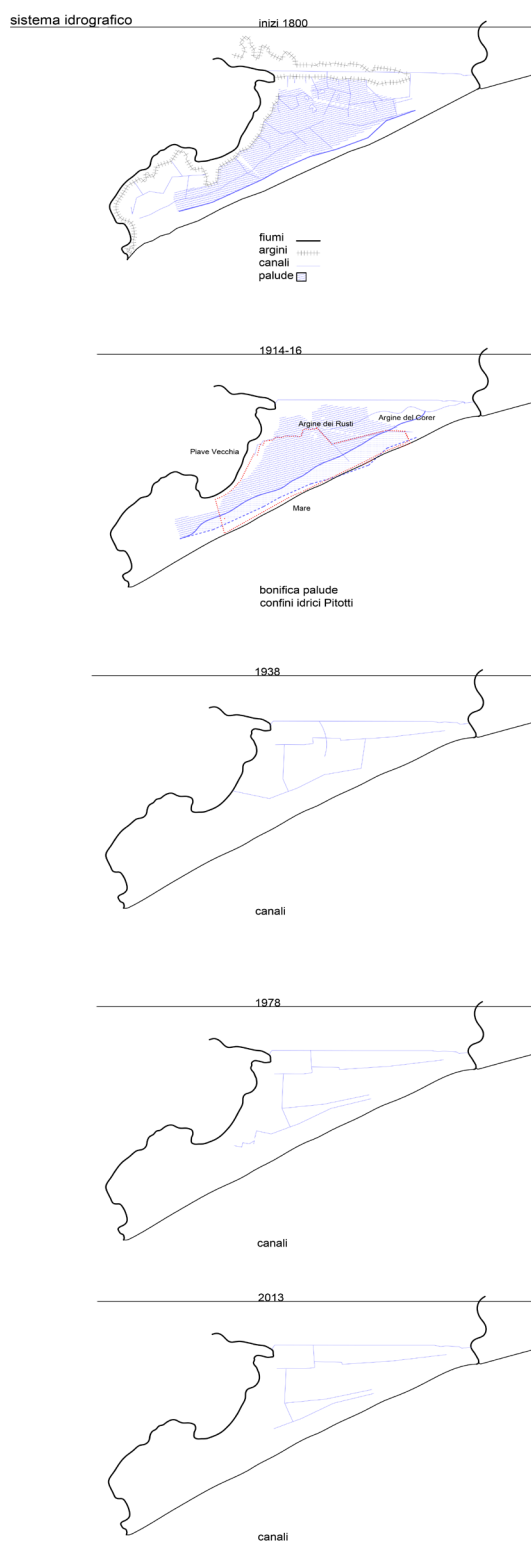 sistema idrografico
inizi 1800
fiumi
argini
canali
palude
1914-16
Argine dei Rusti
Argine del Corer
Piave Vecchia
Mare
bonifica palude
confini idrici Pitotti
1938
canali
1978
canali
2013
canali